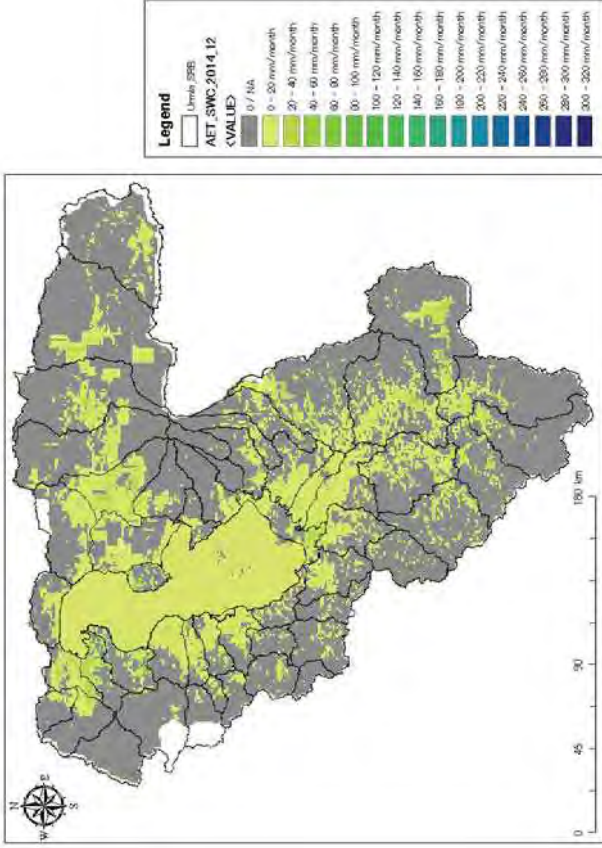 N
W E
S
0 45 90 180 km
Legend
Urmia_SRB
AET_SWC_2014_12
<VALUE>
0 / NA
0 - 20 mm/month
20 - 40 mm/month
40 - 60 mm/month
60 - 80 mm/month
80 - 100 mm/month
100 - 120 mm/month
120 - 140 mm/month
140 - 160 mm/month
160 - 180 mm/month
180 - 200 mm/month
200 - 220 mm/month
220 - 240 mm/month
240 - 260 mm/month
260 - 280 mm/month
280 - 300 mm/month
300 - 320 mm/month